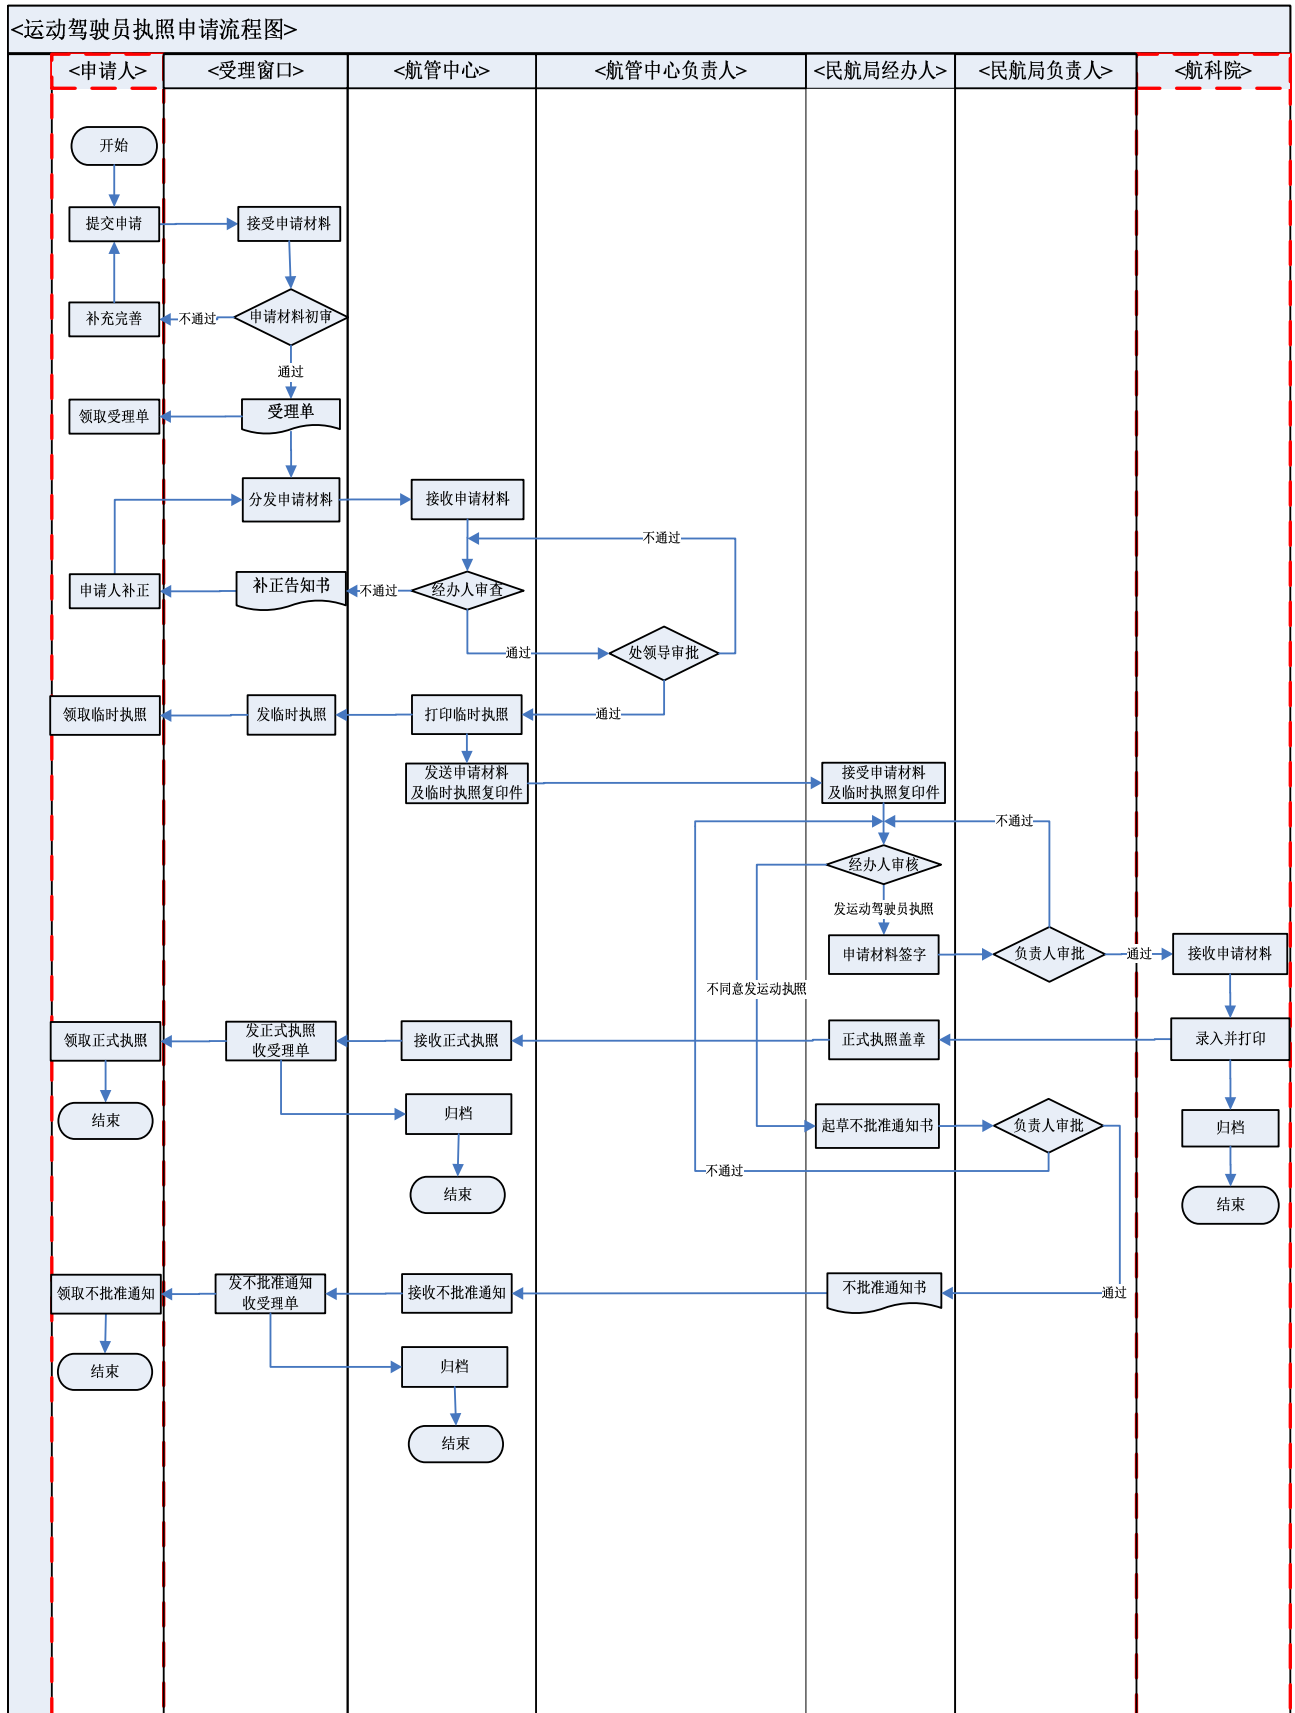 <运动驾驶员执照申请流程图>
<申请人>
<受理窗口>
<航管中心>
<航管中心负责人>
<民航局经办人>
<民航局负责人>
<航科院>
开始
提交申请
接受申请材料
补充完善
不通过
申请材料初审
通过
领取受理单
受理单
分发申请材料
接收申请材料
不通过
申请人补正
补正告知书
不通过
经办人审查
通过
处领导审批
领取临时执照
发临时执照
打印临时执照
通过
发送申请材料
及临时执照复印件
接受申请材料
及临时执照复印件
不通过
经办人审核
发运动驾驶员执照
申请材料签字
负责人审批
通过
接收申请材料
不同意发运动执照
领取正式执照
发正式执照
收受理单
接收正式执照
正式执照盖章
录入并打印
结束
归档
起草不批准通知书
负责人审批
归档
不通过
结束
结束
领取不批准通知
发不批准通知
收受理单
接收不批准通知
不批准通知书
通过
结束
归档
结束